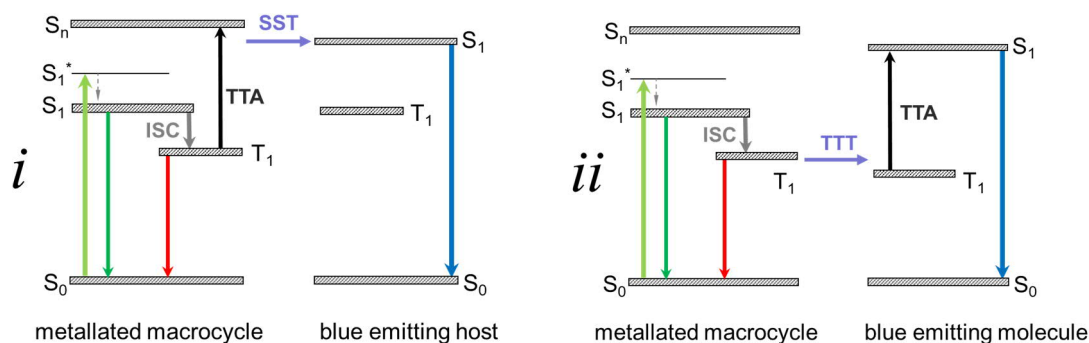 i
Sn
S1*
S1
ISC
TTA
T1
S0
SST
S1
T1
S0
metallated macrocycle
blue emitting host
ii
Sn
S1*
S1
ISC
T1
S0
TTT
S1
TTA
T1
S0
metallated macrocycle
blue emitting molecule